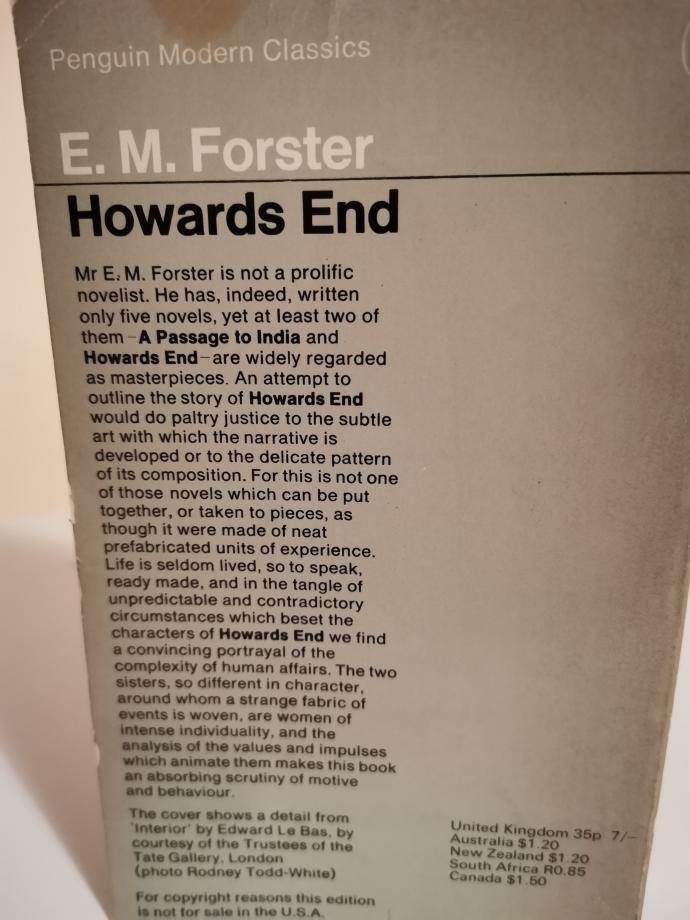 Penguin Modern Classics
E. M. Forster
Howards End
Mr E. M. Forster is not a prolific
novelist. He has, indeed, written
only five novels, yet at least two of
them – A Passage to India and
Howards End – are widely regarded
as masterpieces. An attempt to
outline the story of Howards End
would do paltry justice to the subtle
art with which the narrative is
developed or to the delicate pattern
of its composition. For this is not one
of those novels which can be put
together, or taken to pieces, as
though it were made of neat
prefabricated units of experience.
Life is seldom lived, so to speak,
ready made, and in the tangle of
unpredictable and contradictory
circumstances which beset the
characters of Howards End we find
a convincing portrayal of the
complexity of human affairs. The two
sisters, so different in character,
around whom a strange fabric of
events is woven, are women of
intense individuality, and the
analysis of the values and impulses
which animate them makes this book
an absorbing scrutiny of motive
and behaviour.
The cover shows a detail from
'Interior' by Edward Le Bas, by
courtesy of the Trustees of the
Tate Gallery, London
(photo Rodney Todd-White)
For copyright reasons this edition
is not for sale in the U.S.A.
United Kingdom 35p 7/–
Australia $1.20
New Zealand $1.20
South Africa R0.85
Canada $1.50